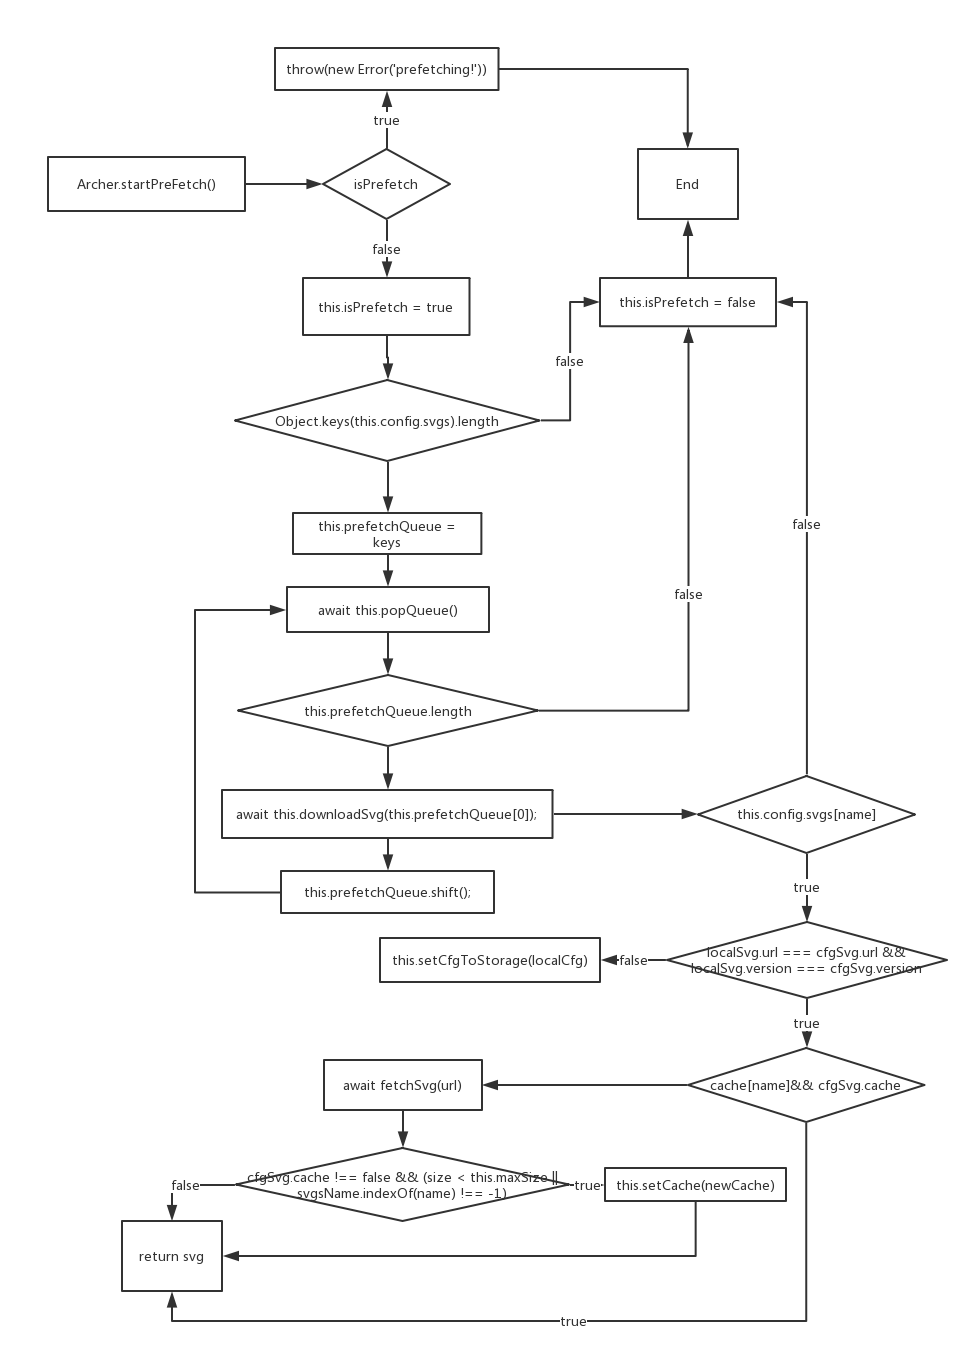 throw(new Error('prefetching!'))
true
Archer.startPreFetch()
isPrefetch
End
false
this.isPrefetch = true
this.isPrefetch = false
false
Object.keys(this.config.svgs).length
this.prefetchQueue =
keys
false
await this.popQueue()
false
this.prefetchQueue.length
await this.downloadSvg(this.prefetchQueue[0]);
this.config.svgs[name]
this.prefetchQueue.shift();
true
localSvg.url === cfgSvg.url &&
localSvg.version === cfgSvg.version
false
this.setCfgToStorage(localCfg)
true
await fetchSvg(url)
cache[name]&& cfgSvg.cache
cfgSvg.cache !== false && (size < this.maxSize ||
svgsName.indexOf(name) !== -1)
false
true
this.setCache(newCache)
return svg
true